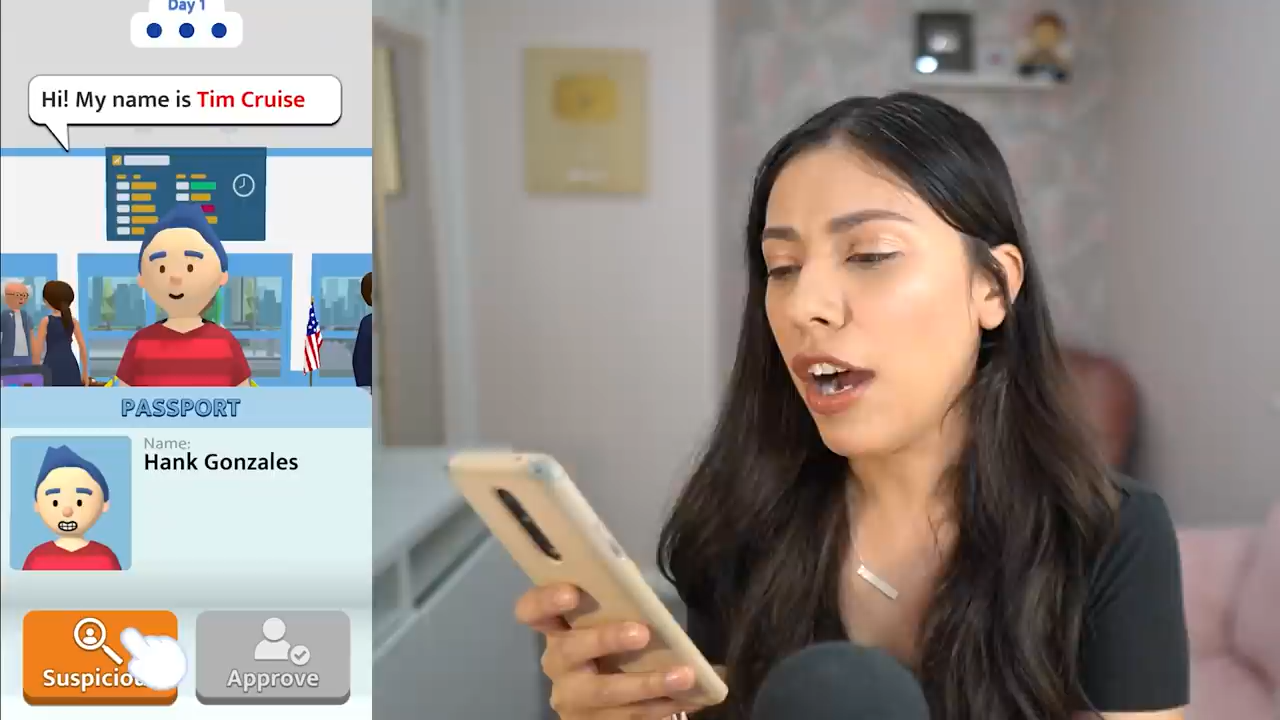 Day 1
Hi! My name is Tim Cruise
PASSPORT
Name:
Hank Gonzales
Suspicio
Approve